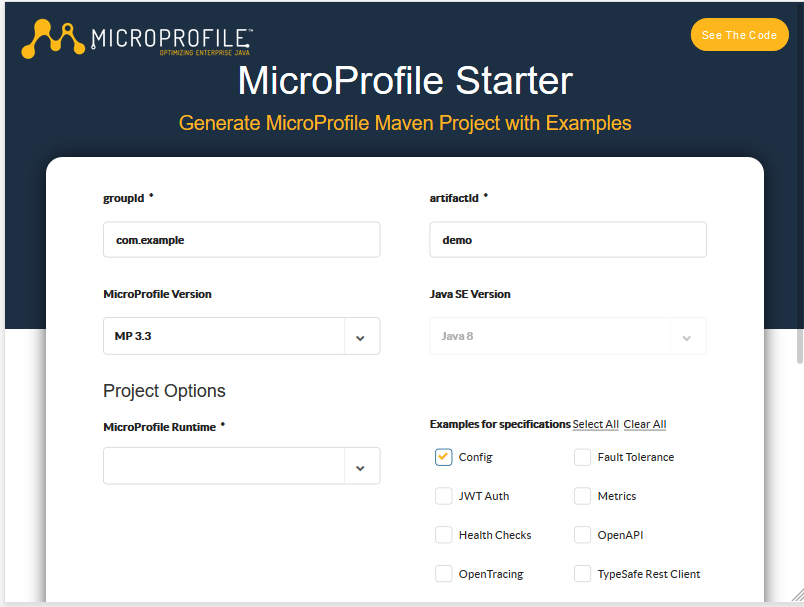 MICROPROFILE™
OPTIMIZING ENTERPRISE JAVA
See The Code
MicroProfile Starter
Generate MicroProfile Maven Project with Examples
groupId *
artifactId *
com.example
demo
MicroProfile Version
Java SE Version
MP 3.3
Java 8
Project Options
MicroProfile Runtime *
Examples for specifications Select All Clear All
Config
Fault Tolerance
JWT Auth
Metrics
Health Checks
OpenAPI
OpenTracing
TypeSafe Rest Client